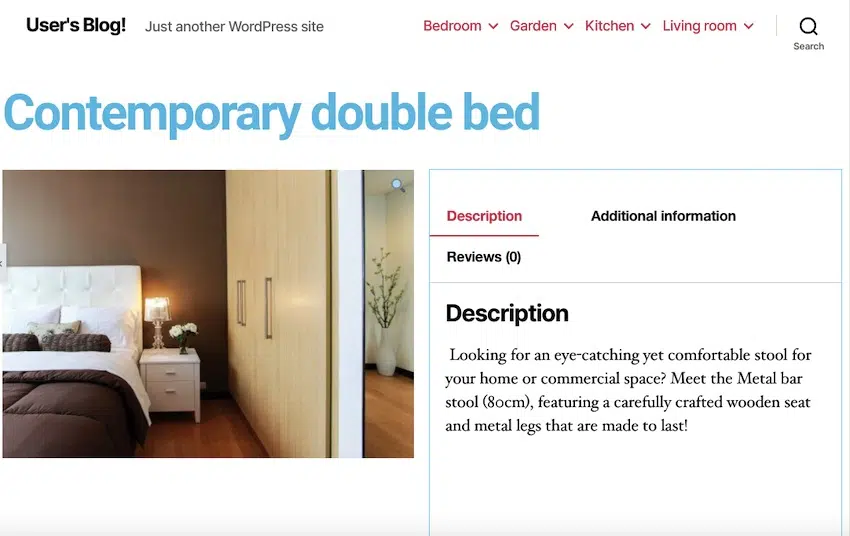 User's Blog! Just another WordPress site Bedroom Garden Kitchen Living room
Search
Contemporary double bed
Description Additional information
Reviews (0)
Description
Looking for an eye-catching yet comfortable stool for
your home or commercial space? Meet the Metal bar
stool (80cm), featuring a carefully crafted wooden seat
and metal legs that are made to last!